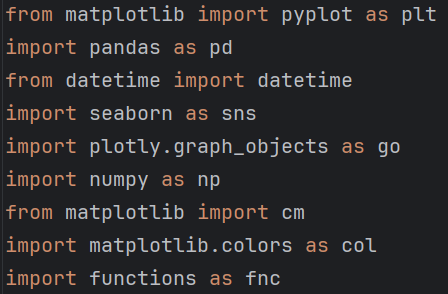 from matplotlib import pyplot as plt
import pandas as pd
from datetime import datetime
import seaborn as sns
import plotly.graph_objects as go
import numpy as np
from matplotlib import cm
import matplotlib.colors as col
import functions as fnc